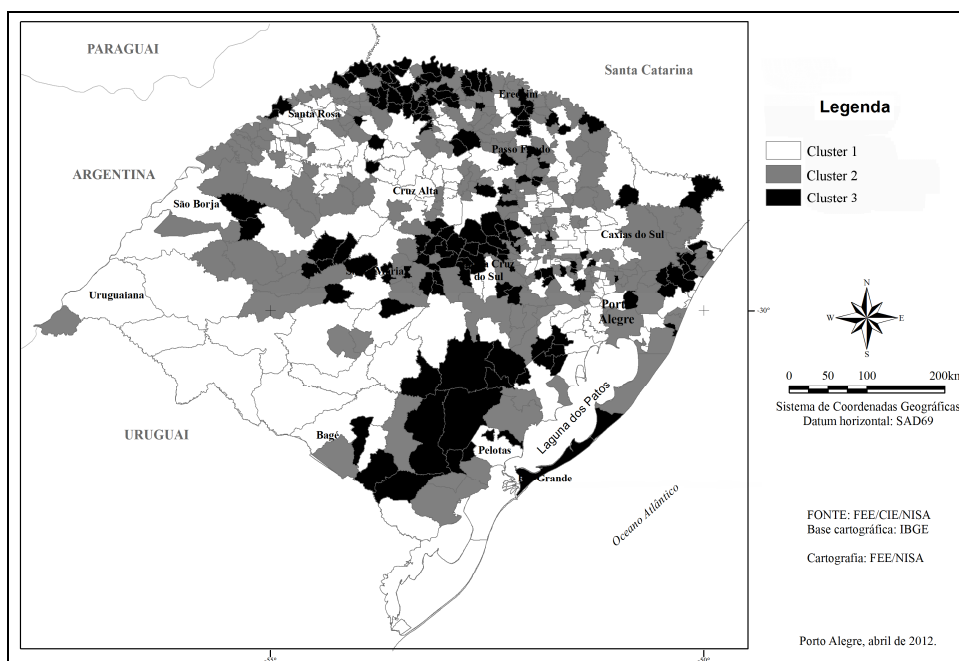 PARAGUAI
Santa Catarina
Erechim
Santa Rosa
Passo Fundo
ARGENTINA
Cruz Alta
São Borja
Caxias do Sul
Maria
Cruz
do Sul
Uruguaiana
Porto
Alegre
Laguna dos Patos
URUGUAI
Bagé
Pelotas
Grande
Oceano Atlântico
-55°
-50°
-30°
Legenda
Cluster 1
Cluster 2
Cluster 3
N
W
E
S
0 50 100 200km
Sistema de Coordenadas Geográficas
Datum horizontal: SAD69
FONTE: FEE/CIE/NISA
Base cartográfica: IBGE
Cartografia: FEE/NISA
Porto Alegre, abril de 2012.